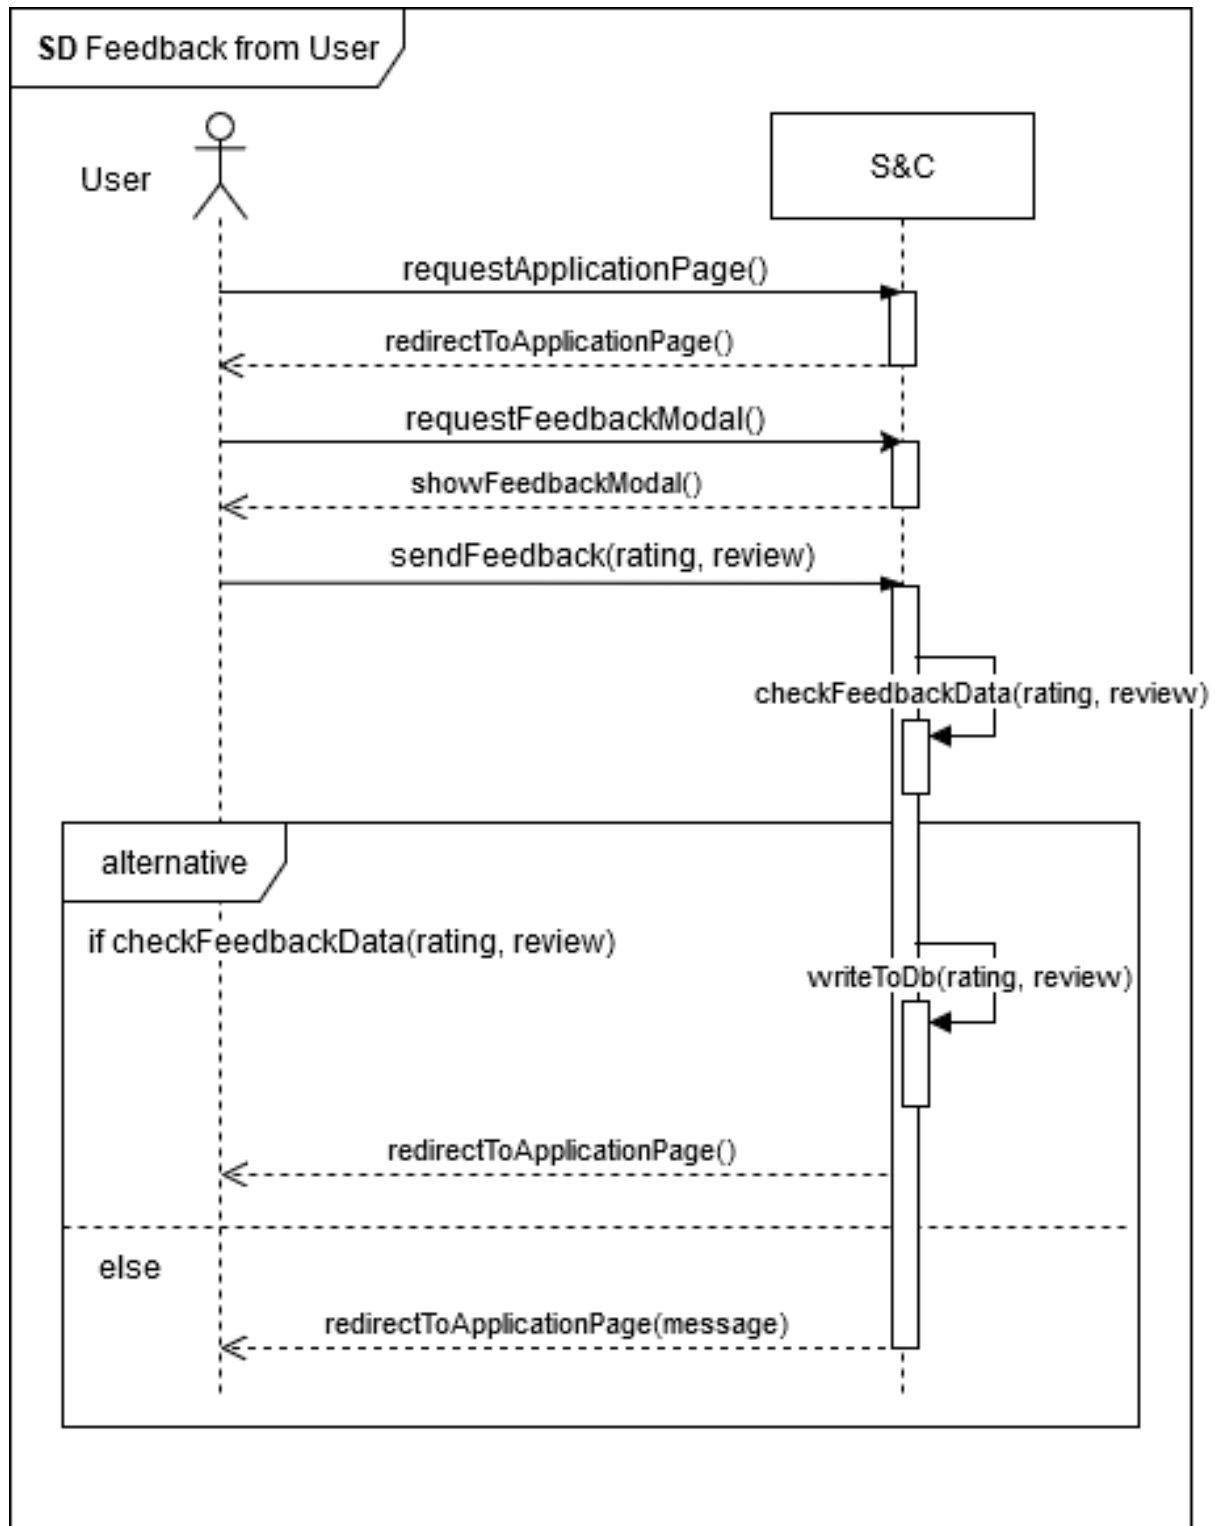 SD Feedback from User
User
S&C
requestApplicationPage()
redirectToApplicationPage()
requestFeedbackModal()
showFeedbackModal()
sendFeedback(rating, review)
checkFeedbackData(rating, review)
alternative
if checkFeedbackData(rating, review)
writeToDb(rating, review)
redirectToApplicationPage()
else
redirectToApplicationPage(message)